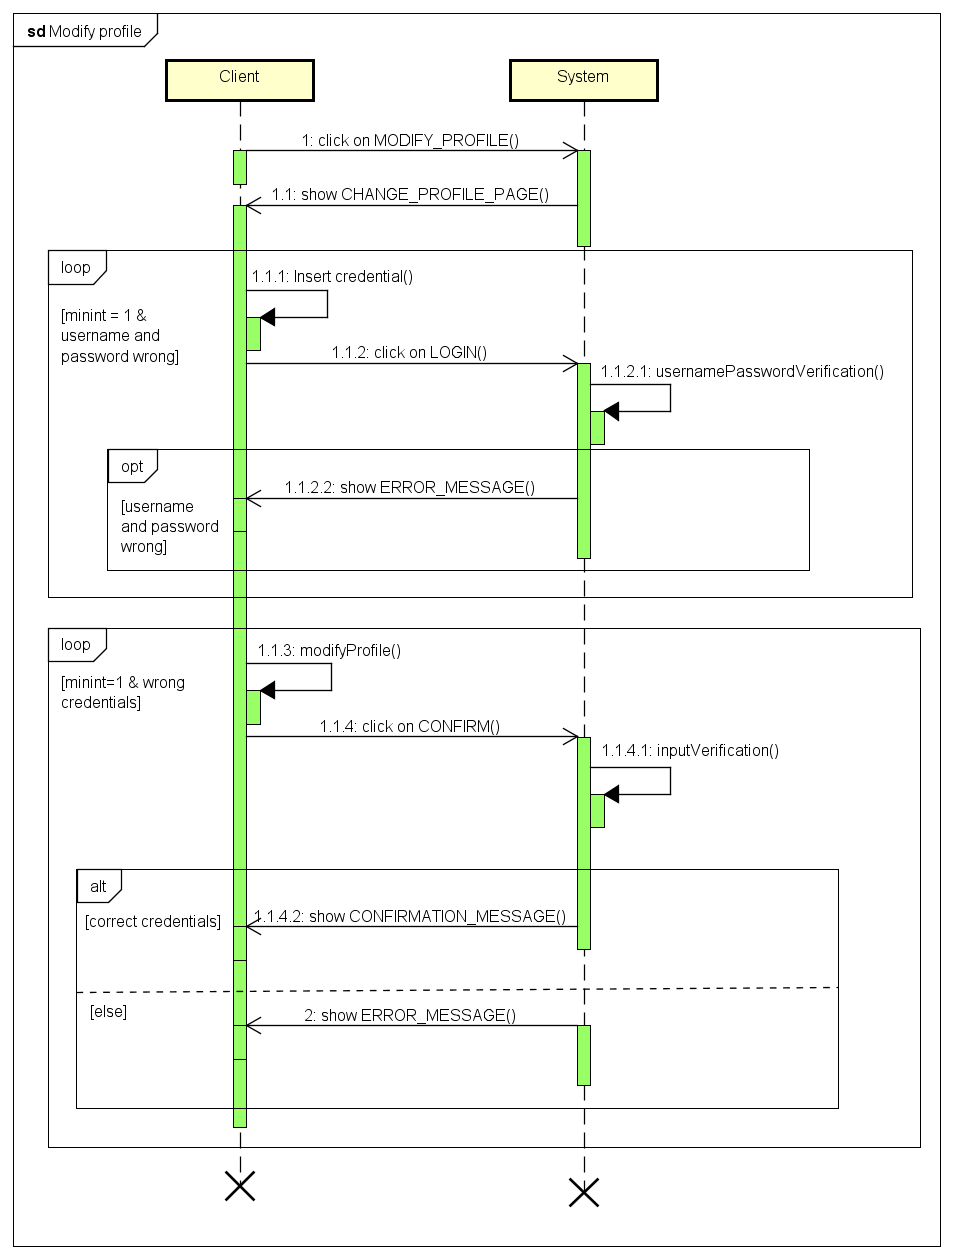 sd Modify profile
Client
System
1: click on MODIFY_PROFILE()
1.1: show CHANGE_PROFILE_PAGE()
loop
1.1.1: Insert credential()
[minint = 1 &
username and
password wrong]
1.1.2: click on LOGIN()
1.1.2.1: usernamePasswordVerification()
opt
1.1.2.2: show ERROR_MESSAGE()
[username
and password
wrong]
loop
1.1.3: modifyProfile()
[minint=1 & wrong
credentials]
1.1.4: click on CONFIRM()
1.1.4.1: inputVerification()
alt
1.1.4.2: show CONFIRMATION_MESSAGE()
[correct credentials]
[else]
2: show ERROR_MESSAGE()